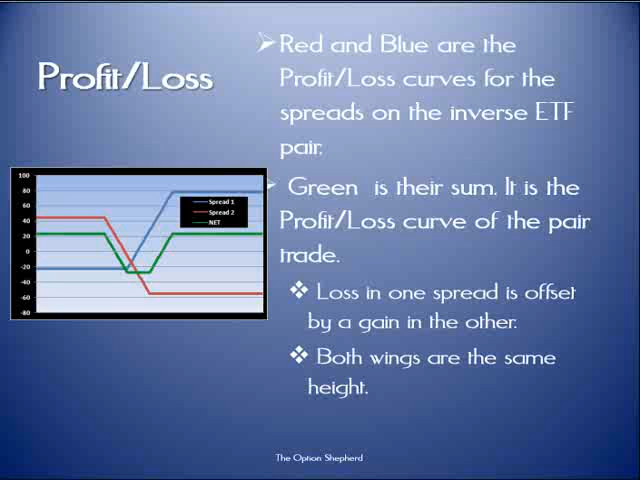 Profit/Loss
Red and Blue are the
Profit/Loss curves for the
spreads on the inverse ETF
pair.
Green is their sum. It is the
Profit/Loss curve of the pair
trade.
Loss in one spread is offset
by a gain in the other.
Both wings are the same
height.
100
80
60
40
20
0
-20
-40
-60
-80
Spread 1
Spread 2
NET
The Option Shepherd